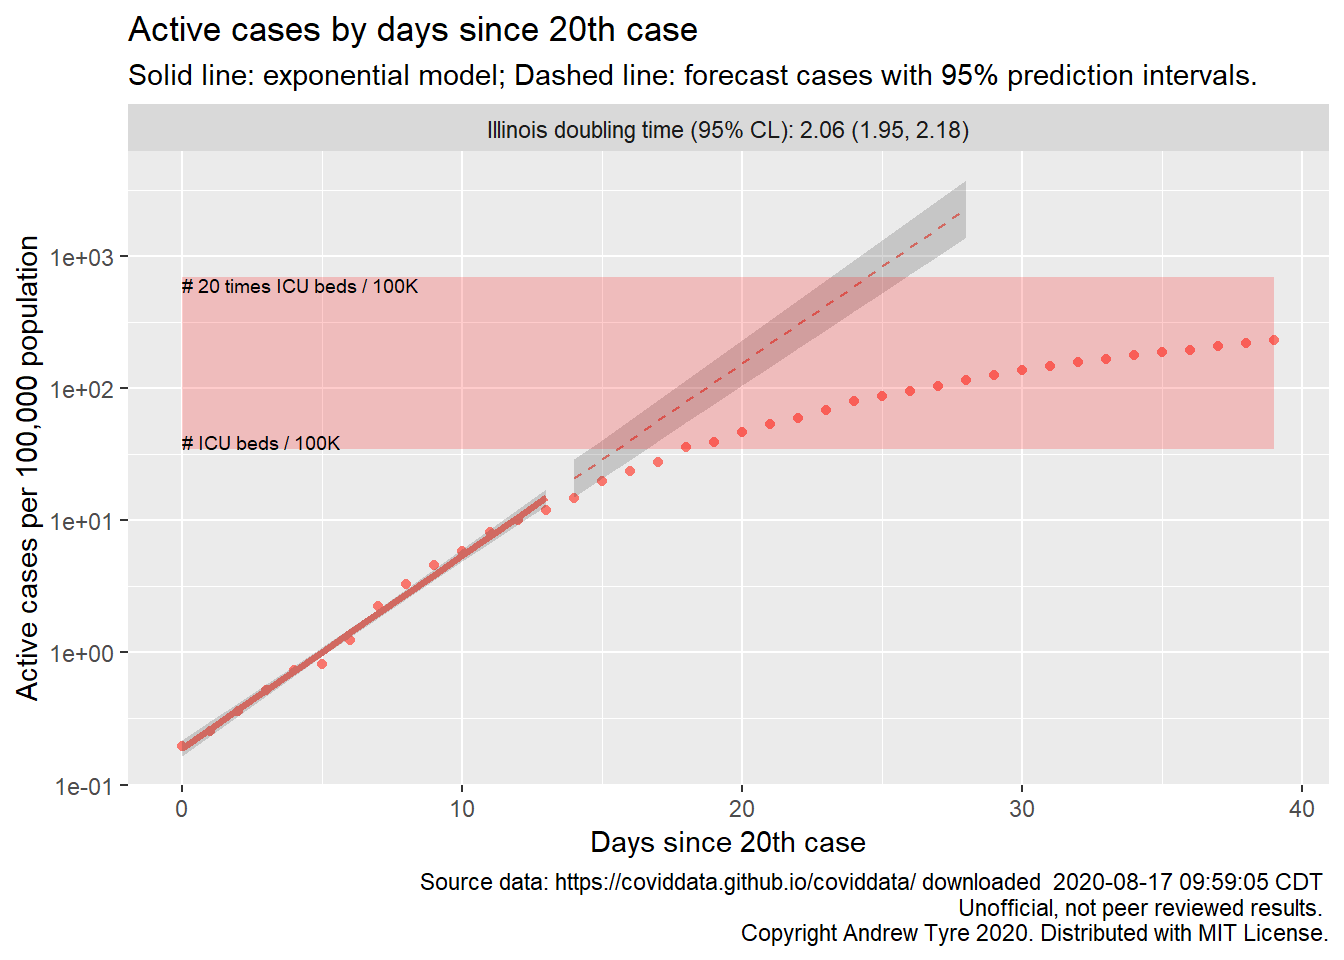 Active cases by days since 20th case
Solid line: exponential model; Dashed line: forecast cases with 95% prediction intervals.
Illinois doubling time (95% CL): 2.06 (1.95, 2.18)
Active cases per 100,000 population
1e+03
# 20 times ICU beds / 100K
1e+02
# ICU beds / 100K
1e+01
1e+00
1e-01
0 10 20 30 40
Days since 20th case
Source data: https://coviddata.github.io/coviddata/ downloaded  2020-08-17 09:59:05 CDT
Unofficial, not peer reviewed results.
Copyright Andrew Tyre 2020. Distributed with MIT License.